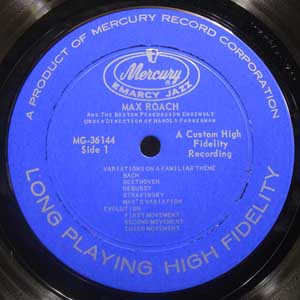 A PRODUCT OF MERCURY RECORD CORPORATION
Mercury
EMARCY JAZZ
MAX ROACH
AND THE BOSTON PERCUSSION ENSEMBLE
UNDER DIRECTION OF HAROLD FARBERMAN
MG-36144
Side 1
A Custom High
Fidelity
Recording
VARIATIONS ON A FAMILIAR THEME
BACH
BEETHOVEN
DEBUSSY
STRAVINSKY
MAX'S VARIATION
EVOLUTION
FIRST MOVEMENT
SECOND MOVEMENT
THIRD MOVEMENT
LONG PLAYING HIGH FIDELITY